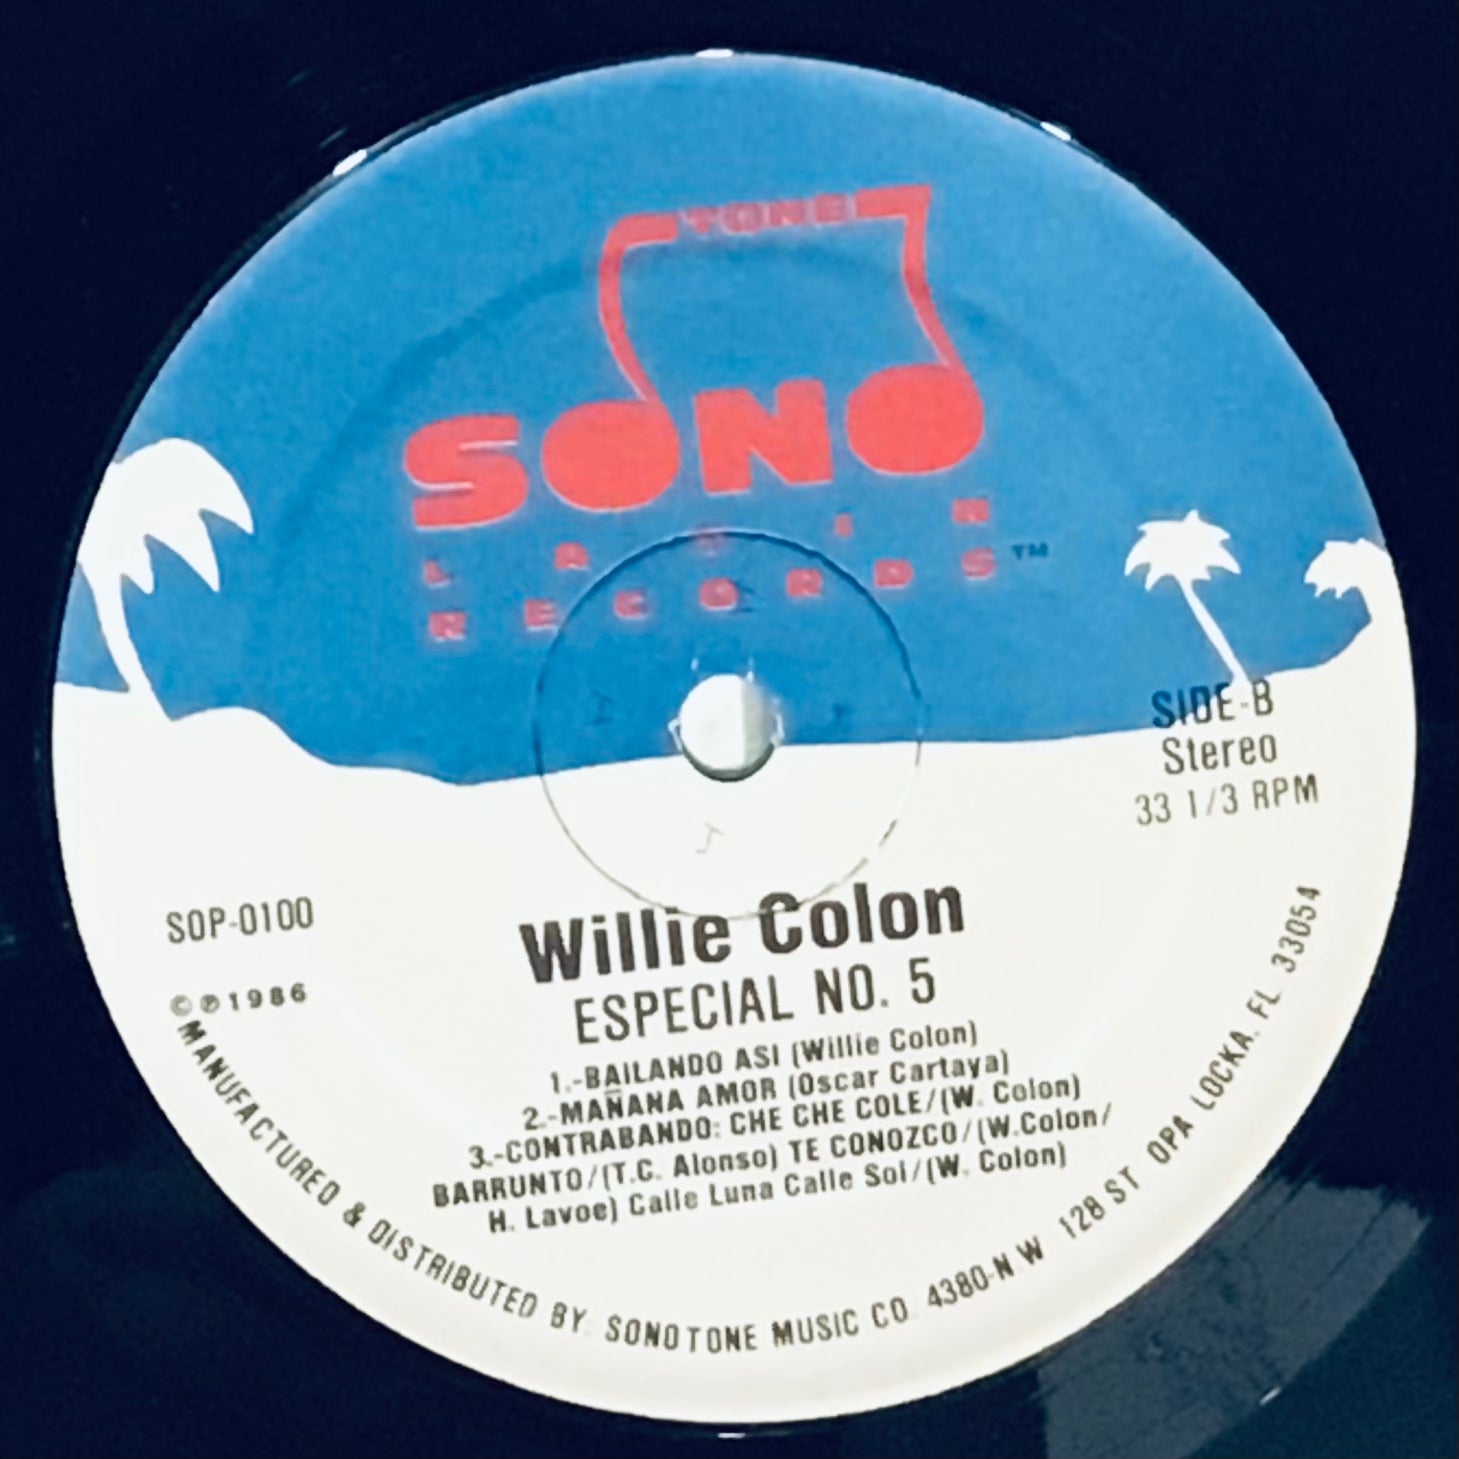 TONE
SONO
LATIN
RECORDS™
SIDE-B
Stereo
33 1/3 RPM
SOP-0100
©℗1986
Willie Colon
ESPECIAL NO. 5
1.-BAILANDO ASI (Willie Colon)
2.-MAÑANA AMOR (Oscar Cartaya)
3.-CONTRABANDO: CHE CHE COLE/(W. Colon)
BARRUNTO/(T.C. Alonso) TE CONOZCO/(W.Colon/
H. Lavoe) Calle Luna Calle Sol/(W. Colon)
MANUFACTURED & DISTRIBUTED BY: SONOTONE MUSIC CO. 4380-N W 128 ST OPA LOCKA, FL 33054